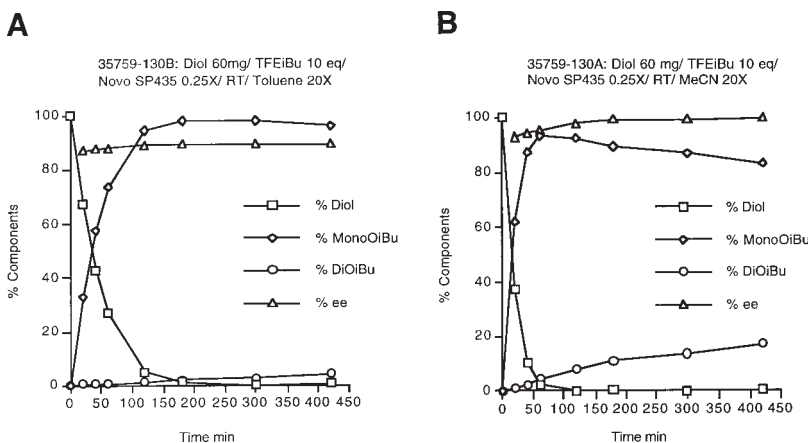 A
35759-130B: Diol 60mg/ TFEiBu 10 eq/
Novo SP435 0.25X/ RT/ Toluene 20X
100
80
60
40
20
0
% Components
% Diol
% MonoOiBu
% DiOiBu
% ee
0 50 100 150 200 250 300 350 400 450
Time min
B
35759-130A: Diol 60 mg/ TFEiBu 10 eq/
Novo SP435 0.25X/ RT/ MeCN 20X
100
80
60
40
20
0
% Components
% Diol
% MonoOiBu
% DiOiBu
% ee
0 50 100 150 200 250 300 350 400 450
Time min